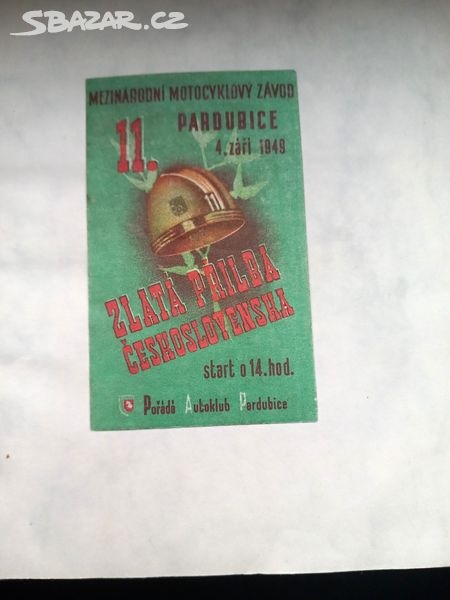 SBAZAR.CZ
MEZINÁRODNÍ MOTOCYKLOVÝ ZÁVOD
11. PARDUBICE
4. září 1949
ZLATÁ PŘILBA
ČESKOSLOVENSKA
start o 14. hod.
Pořádá Autoklub Pardubice